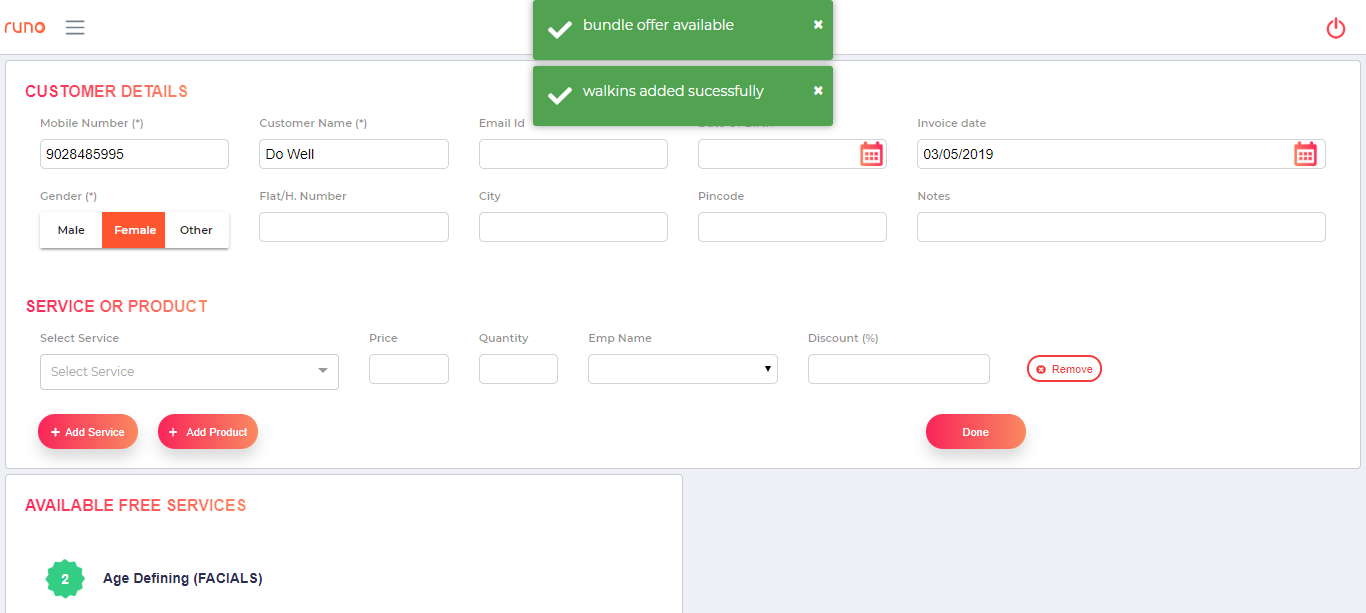 runo
bundle offer available
walkins added sucessfully
CUSTOMER DETAILS
Mobile Number (*)
Customer Name (*)
Email Id
Invoice date
9028485995
Do Well
03/05/2019
Gender (*)
Flat/H. Number
City
Pincode
Notes
Male
Female
Other
SERVICE OR PRODUCT
Select Service
Price
Quantity
Emp Name
Discount (%)
Select Service
Remove
Add Service
Add Product
Done
AVAILABLE FREE SERVICES
2
Age Defining (FACIALS)